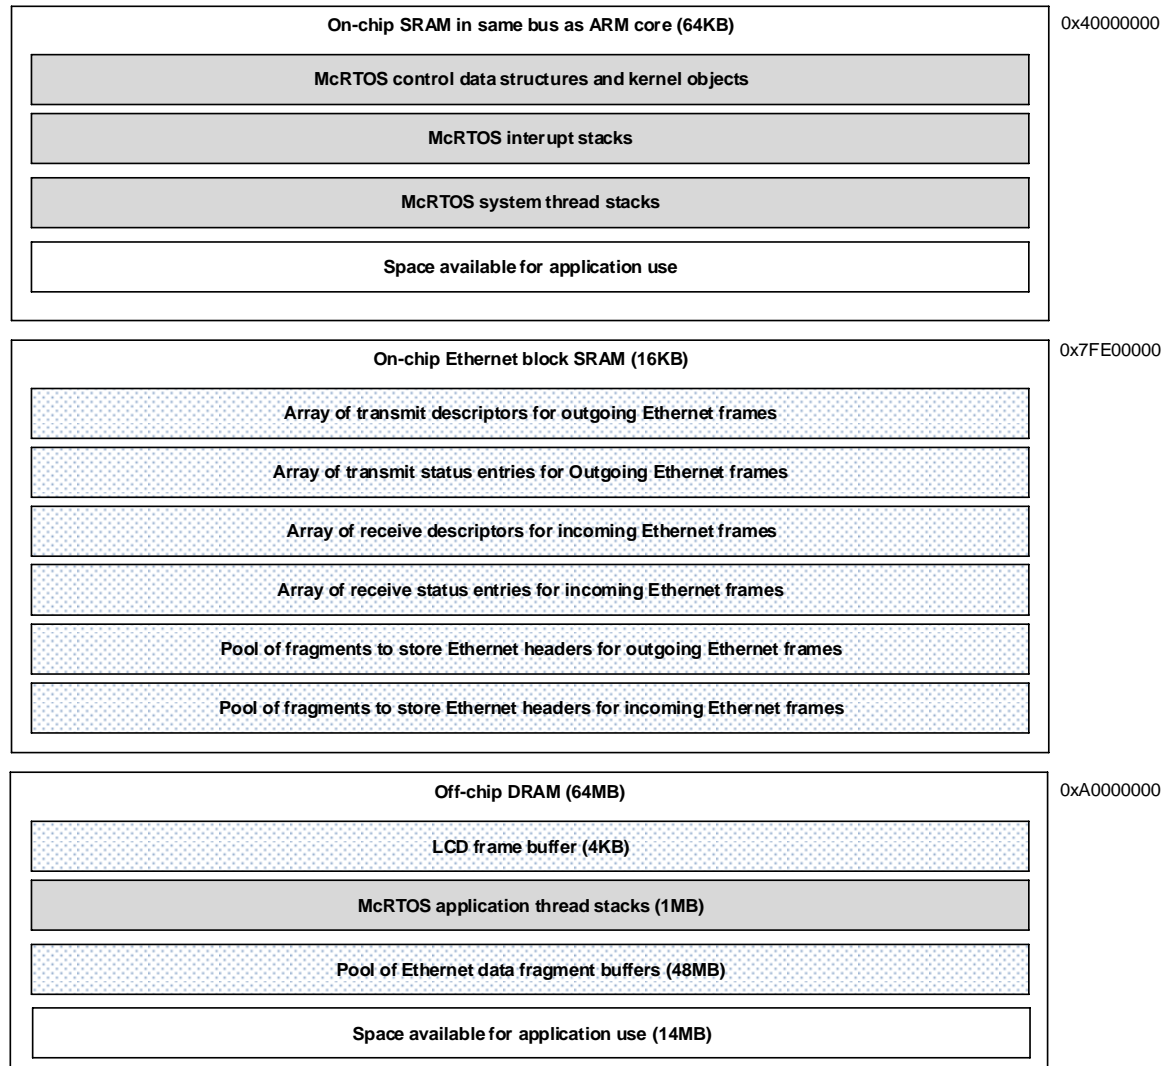 On-chip SRAM in same bus as ARM core (64KB)
0x40000000
McRTOS control data structures and kernel objects
McRTOS interupt stacks
McRTOS system thread stacks
Space available for application use
On-chip Ethernet block SRAM (16KB)
0x7FE00000
Array of transmit descriptors for outgoing Ethernet frames
Array of transmit status entries for Outgoing Ethernet frames
Array of receive descriptors for incoming Ethernet frames
Array of receive status entries for incoming Ethernet frames
Pool of fragments to store Ethernet headers for outgoing Ethernet frames
Pool of fragments to store Ethernet headers for incoming Ethernet frames
Off-chip DRAM (64MB)
0xA0000000
LCD frame buffer (4KB)
McRTOS application thread stacks (1MB)
Pool of Ethernet data fragment buffers (48MB)
Space available for application use (14MB)